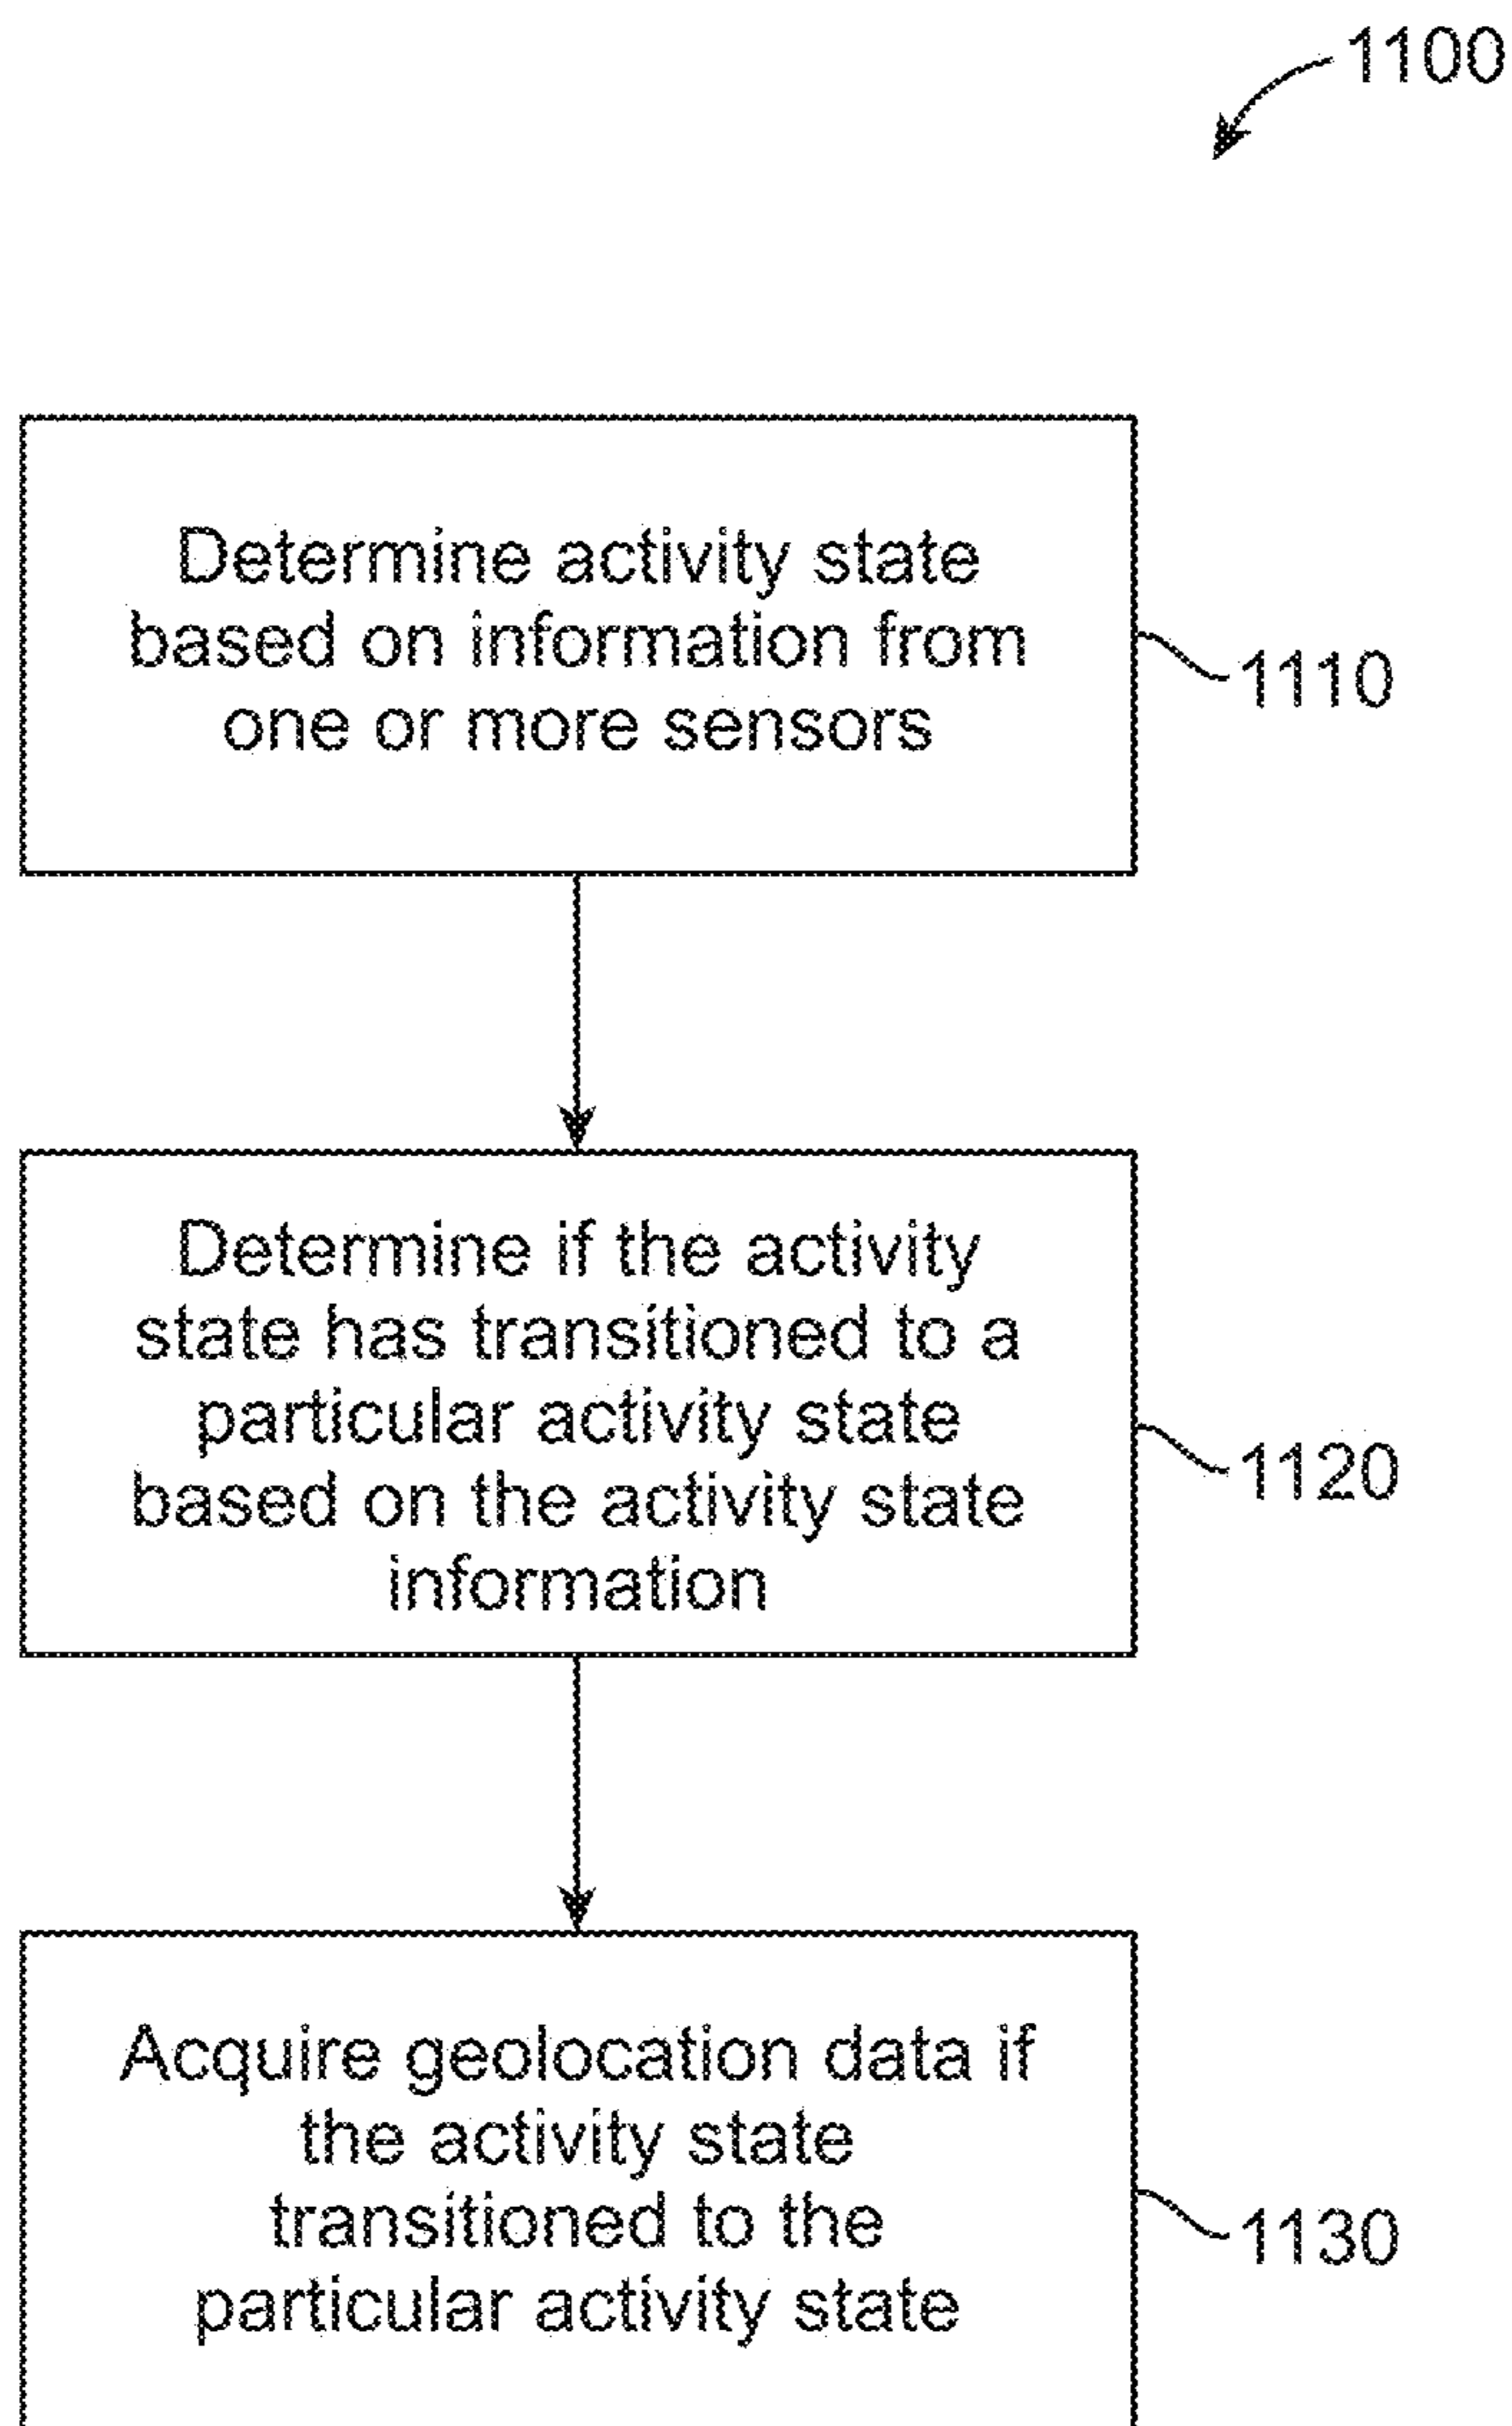 1100
Determine activity state
based on information from
one or more sensors
1110
Determine if the activity
state has transitioned to a
particular activity state
based on the activity state
information
1120
Acquire geolocation data if
the activity state
transitioned to the
particular activity state
1130